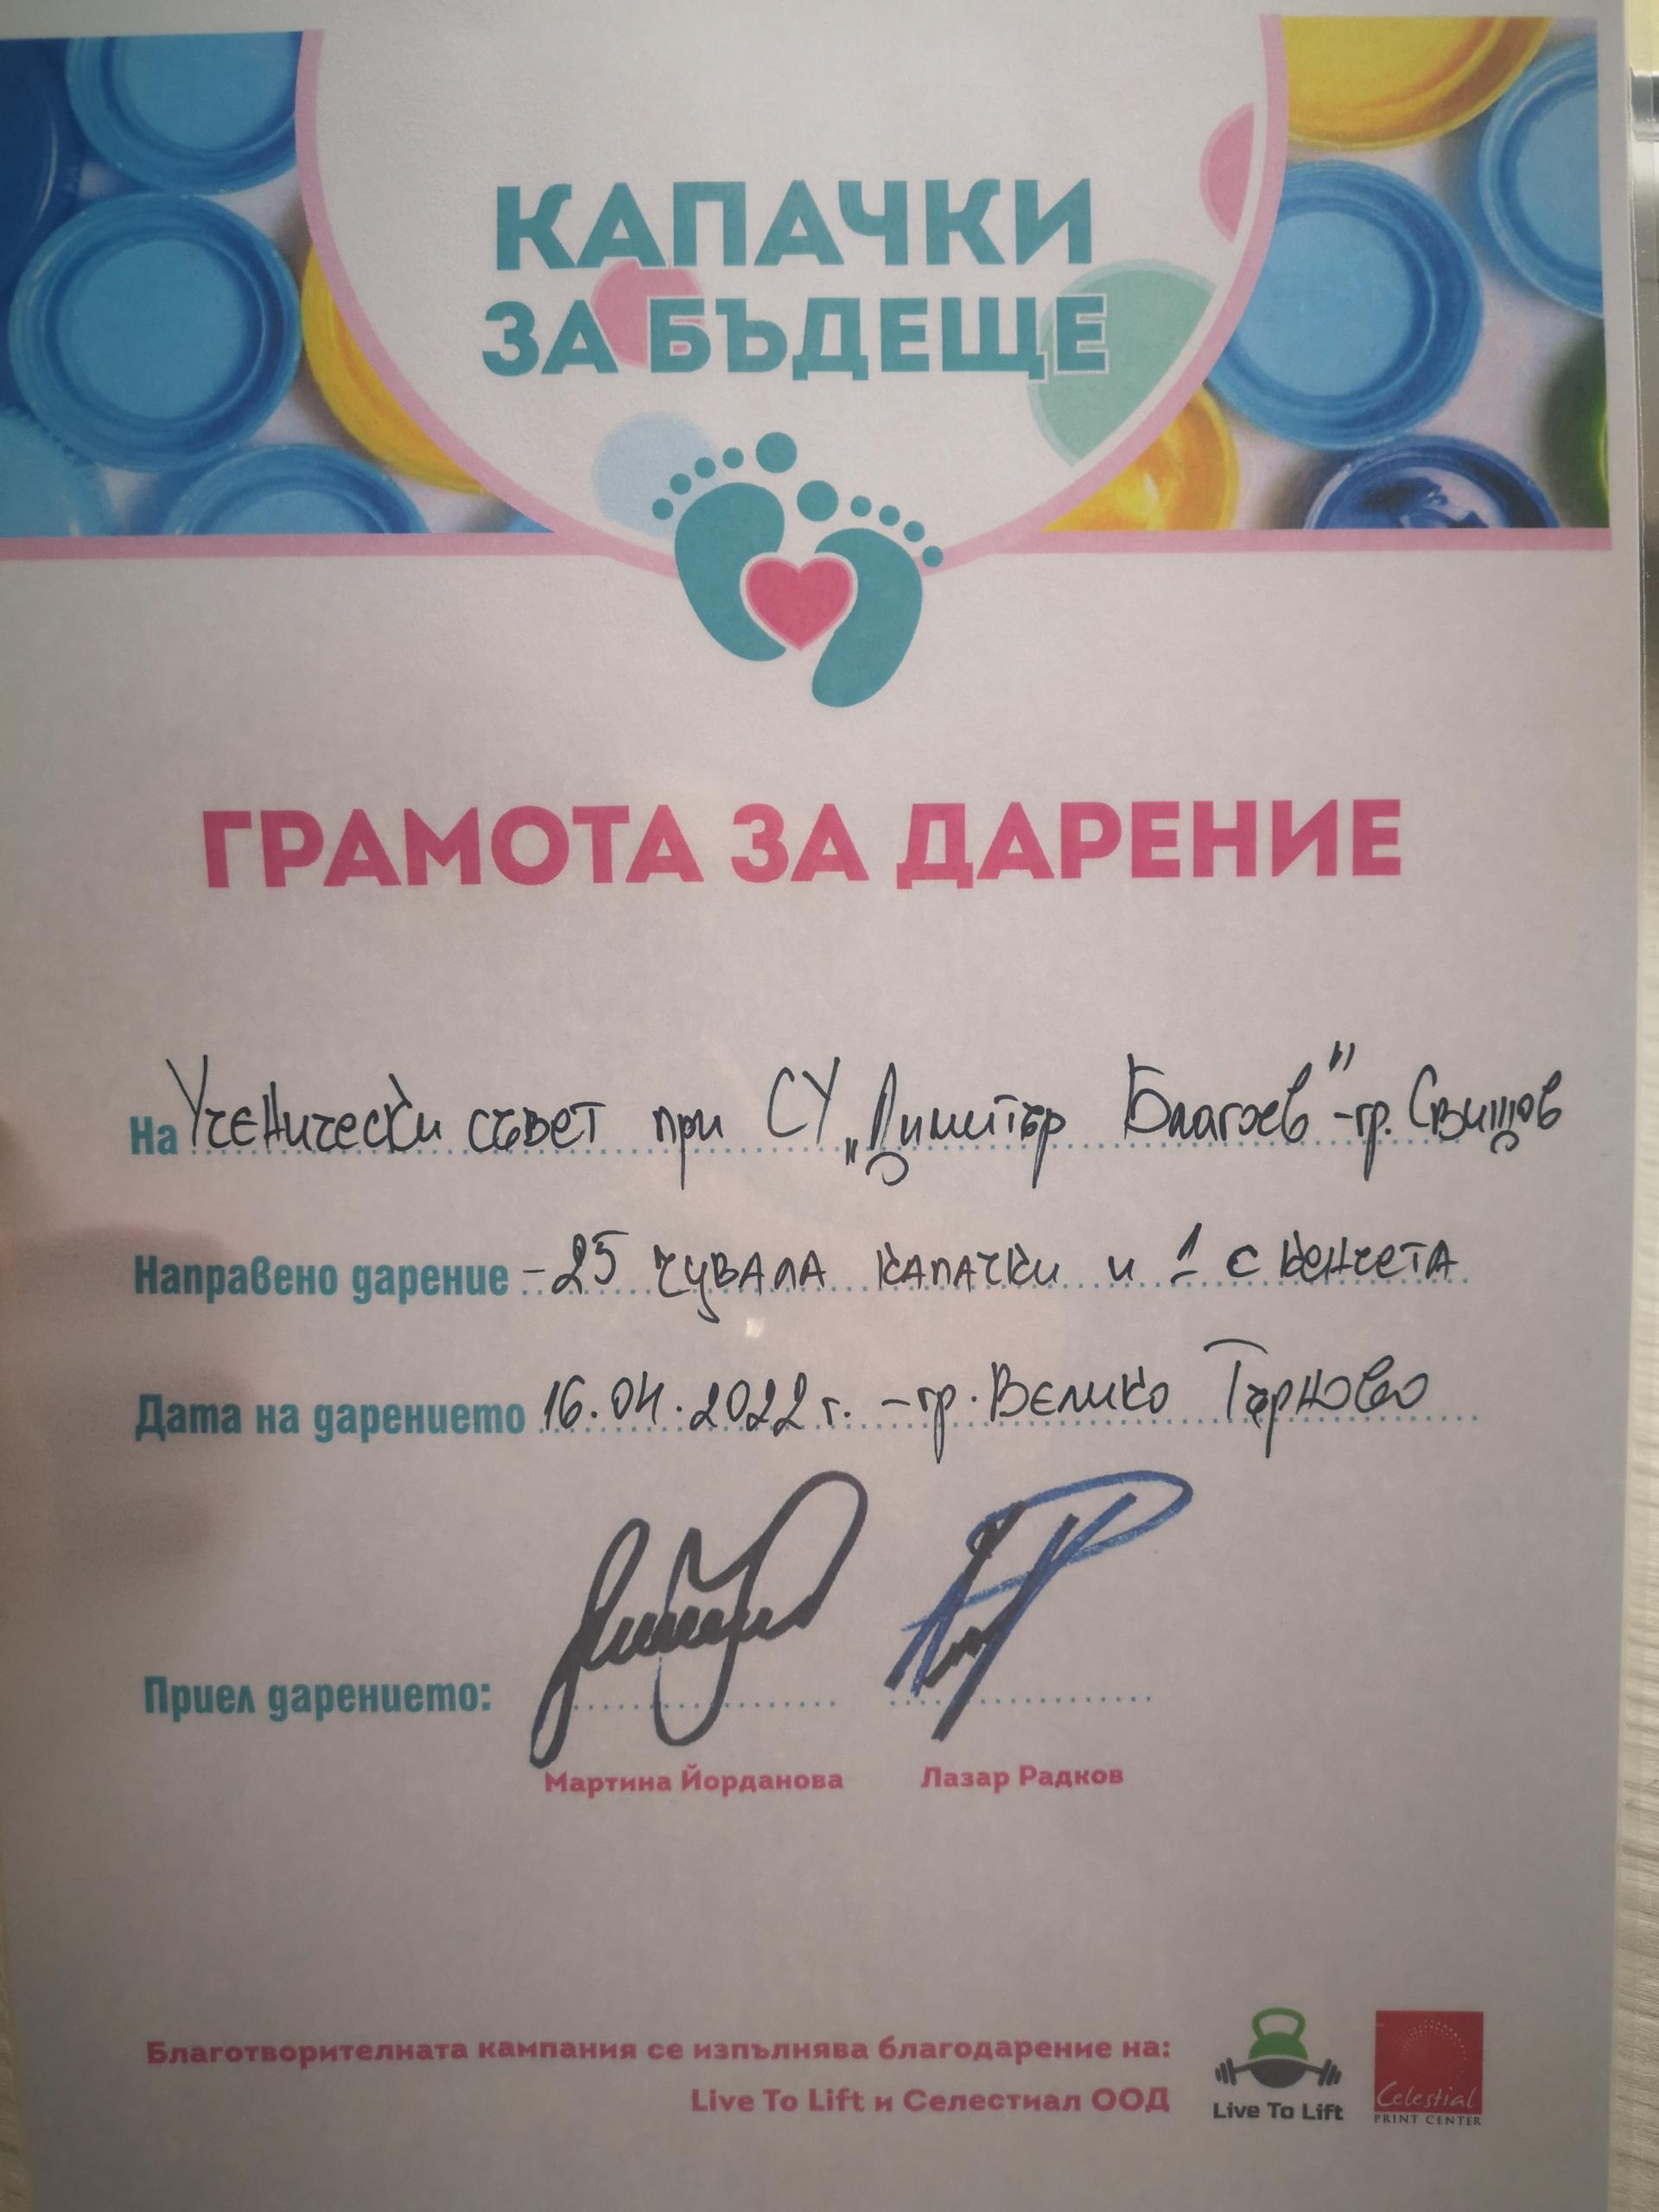 КАПАЧКИ
ЗА БЪДЕЩЕ
ГРАМОТА ЗА ДАРЕНИЕ
На Ученически съвет при СУ „Димитър Благоев" - гр. Свищов
Направено дарение - 25 чувала капачки и 1 с кенчета
Дата на дарението 16.04.2022 г. - гр. Велико Търново
Приел дарението:
Мартина Йорданова Лазар Радков
Благотворителната кампания се изпълнява благодарение на:
Live To Lift и Селестиал ООД
Live To Lift
Celestial
PRINT CENTER